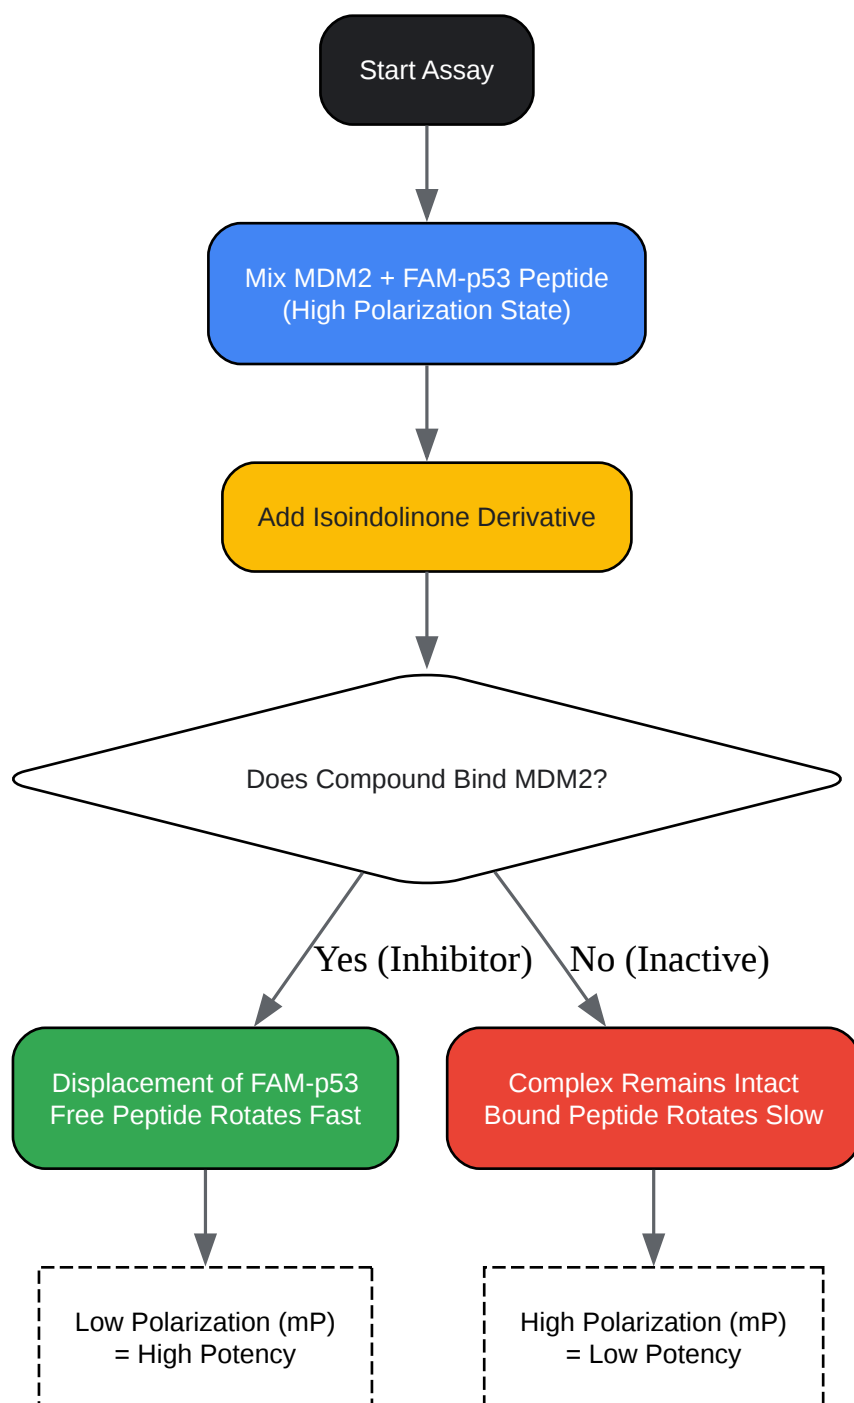 Start Assay
Mix MDM2 + FAM-p53 Peptide
(High Polarization State)
Add Isoindolinone Derivative
Does Compound Bind MDM2?
Yes (Inhibitor)
No (Inactive)
Displacement of FAM-p53
Free Peptide Rotates Fast
Complex Remains Intact
Bound Peptide Rotates Slow
Low Polarization (mP)
= High Potency
High Polarization (mP)
= Low Potency